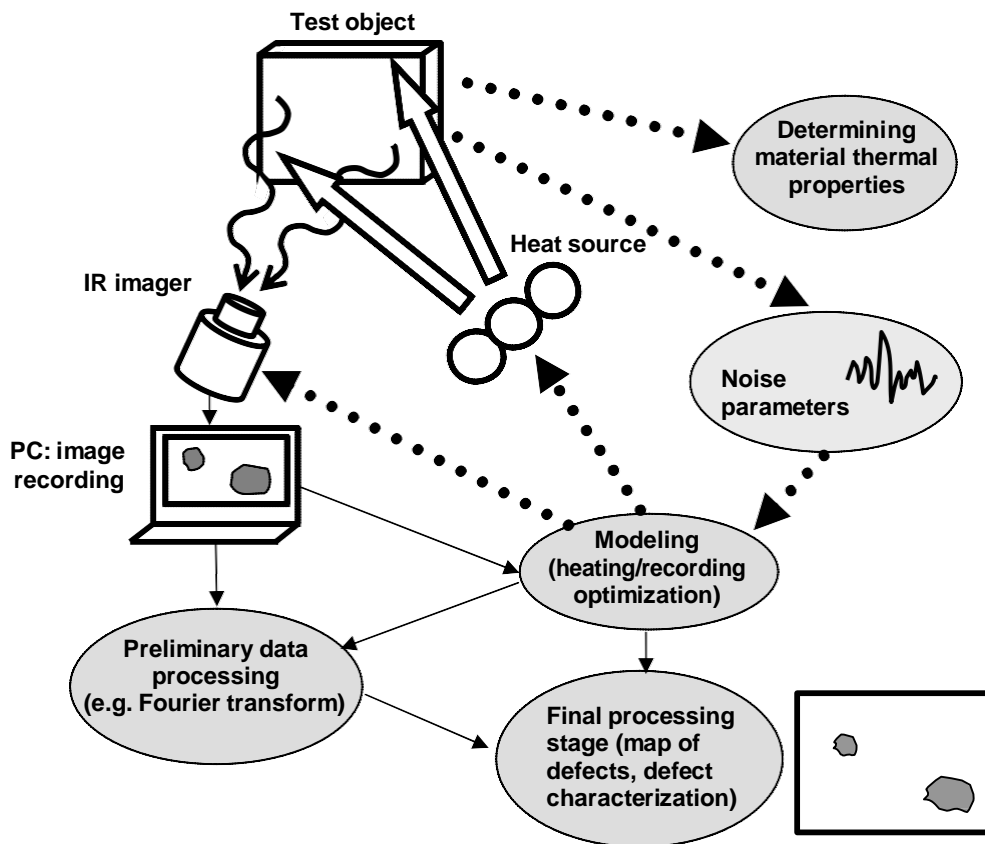 Test object
Determining
material thermal
properties
Heat source
IR imager
Noise
parameters
PC: image
recording
Modeling
(heating/recording
optimization)
Preliminary data
processing
(e.g. Fourier transform)
Final processing
stage (map of
defects, defect
characterization)